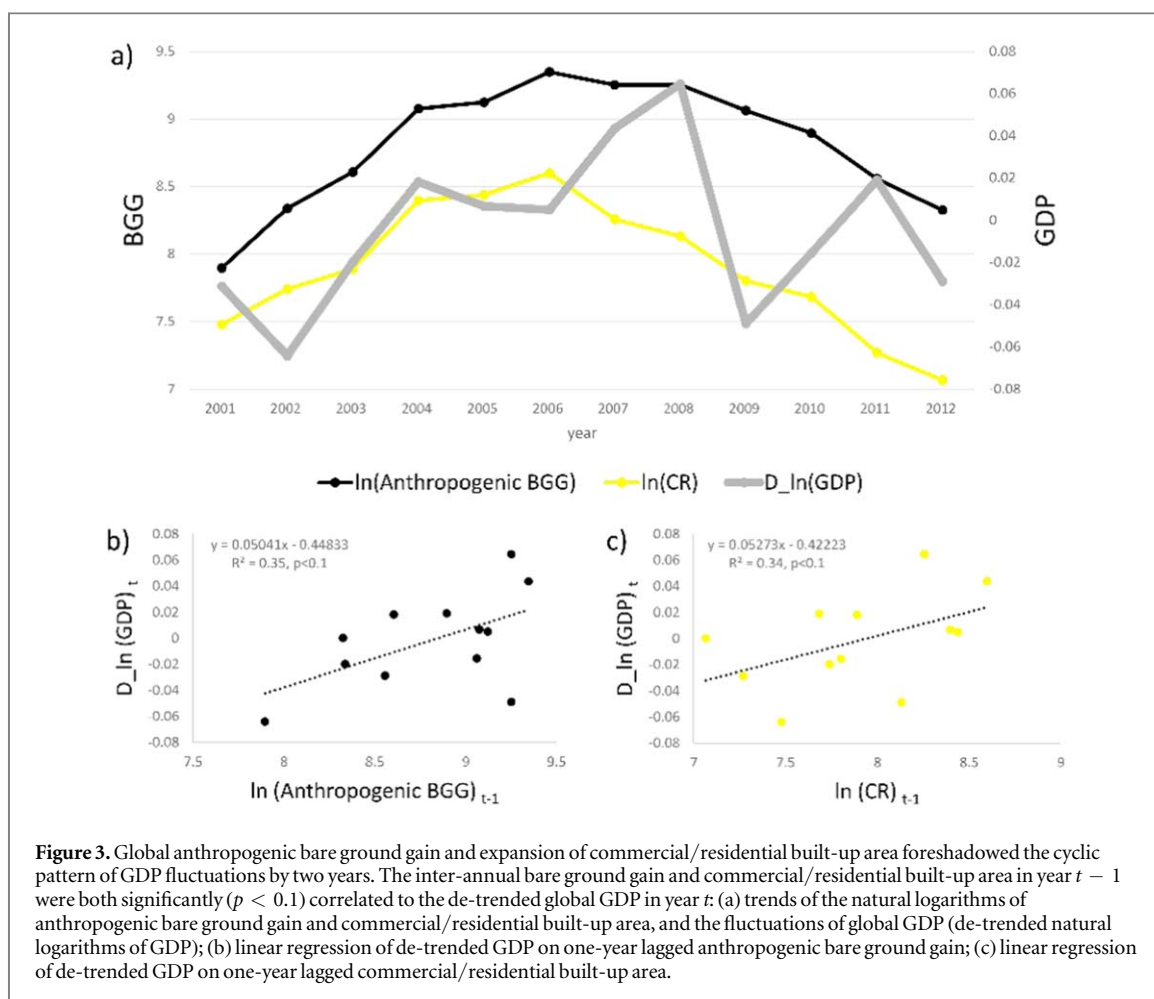 a)
9.5
9
8.5
8
7.5
7
BGG
0.08
0.06
0.04
0.02
0
-0.02
-0.04
-0.06
-0.08
GDP
2001 2002 2003 2004 2005 2006 2007 2008 2009 2010 2011 2012
year
ln(Anthropogenic BGG) ln(CR) D_ln(GDP)
b)
y = 0.05041x - 0.44833
R² = 0.35, p<0.1
0.08
0.06
0.04
0.02
0
-0.02
-0.04
-0.06
-0.08
D_ln (GDP) t
7.5 8 8.5 9 9.5
ln (Anthropogenic BGG) t-1
c)
y = 0.05273x - 0.42223
R² = 0.34, p<0.1
0.08
0.06
0.04
0.02
0
-0.02
-0.04
-0.06
-0.08
D_ln (GDP) t
7 7.5 8 8.5 9
ln (CR) t-1
Figure 3. Global anthropogenic bare ground gain and expansion of commercial/residential built-up area foreshadowed the cyclic
pattern of GDP fluctuations by two years. The inter-annual bare ground gain and commercial/residential built-up area in year t − 1
were both significantly (p < 0.1) correlated to the de-trended global GDP in year t: (a) trends of the natural logarithms of
anthropogenic bare ground gain and commercial/residential built-up area, and the fluctuations of global GDP (de-trended natural
logarithms of GDP); (b) linear regression of de-trended GDP on one-year lagged anthropogenic bare ground gain; (c) linear regression
of de-trended GDP on one-year lagged commercial/residential built-up area.